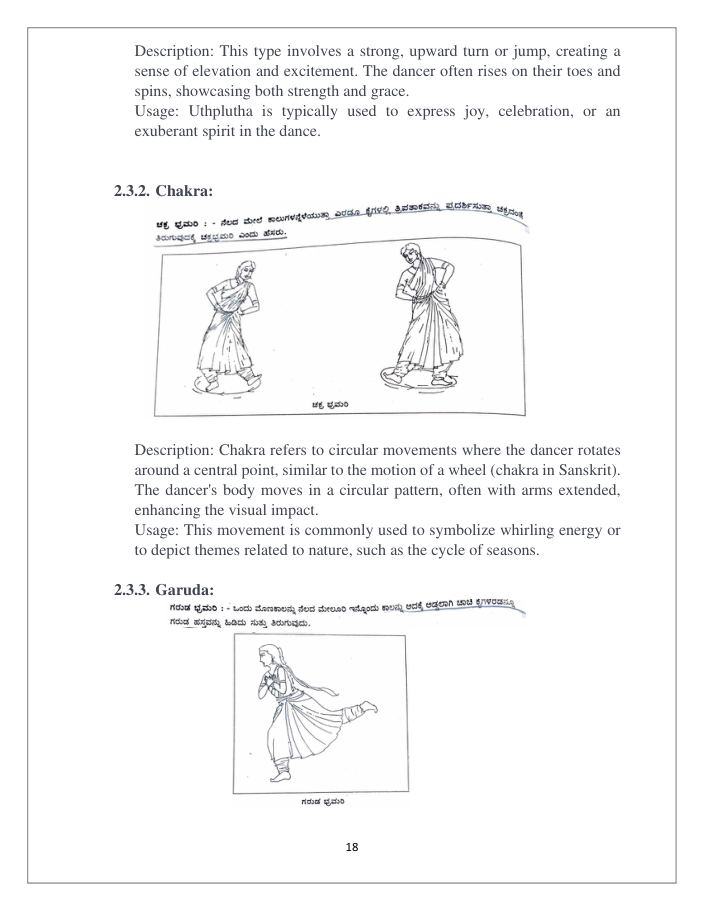 Description: This type involves a strong, upward turn or jump, creating a
sense of elevation and excitement. The dancer often rises on their toes and
spins, showcasing both strength and grace.
Usage: Uthplutha is typically used to express joy, celebration, or an
exuberant spirit in the dance.
2.3.2. Chakra:
ಚಕ್ರ ಭ್ರಮರಿ : - ನೆಲದ ಮೇಲೆ ಕಾಲುಗಳನ್ನೆಳೆಯುತ್ತಾ ಎರಡೂ ಕೈಗಳಲ್ಲಿ ತ್ರಿಪತಾಕವನ್ನು ಪ್ರದರ್ಶಿಸುತ್ತಾ ಚಕ್ರದಂತೆ
ತಿರುಗುವುದಕ್ಕೆ ಚಕ್ರಭ್ರಮರಿ ಎಂದು ಹೆಸರು.
ಚಕ್ರ ಭ್ರಮರಿ
Description: Chakra refers to circular movements where the dancer rotates
around a central point, similar to the motion of a wheel (chakra in Sanskrit).
The dancer's body moves in a circular pattern, often with arms extended,
enhancing the visual impact.
Usage: This movement is commonly used to symbolize whirling energy or
to depict themes related to nature, such as the cycle of seasons.
2.3.3. Garuda:
ಗರುಡ ಭ್ರಮರಿ : - ಒಂದು ಮೊಣಕಾಲನ್ನು ನೆಲದ ಮೇಲೂರಿ ಇನ್ನೊಂದು ಕಾಲನ್ನು ಅದಕ್ಕೆ ಅಡ್ಡಲಾಗಿ ಚಾಚಿ ಕೈಗಳೆರಡನ್ನೂ
ಗರುಡ ಹಸ್ತವನ್ನು ಹಿಡಿದು ಸುತ್ತು ತಿರುಗುವುದು.
ಗರುಡ ಭ್ರಮರಿ
18